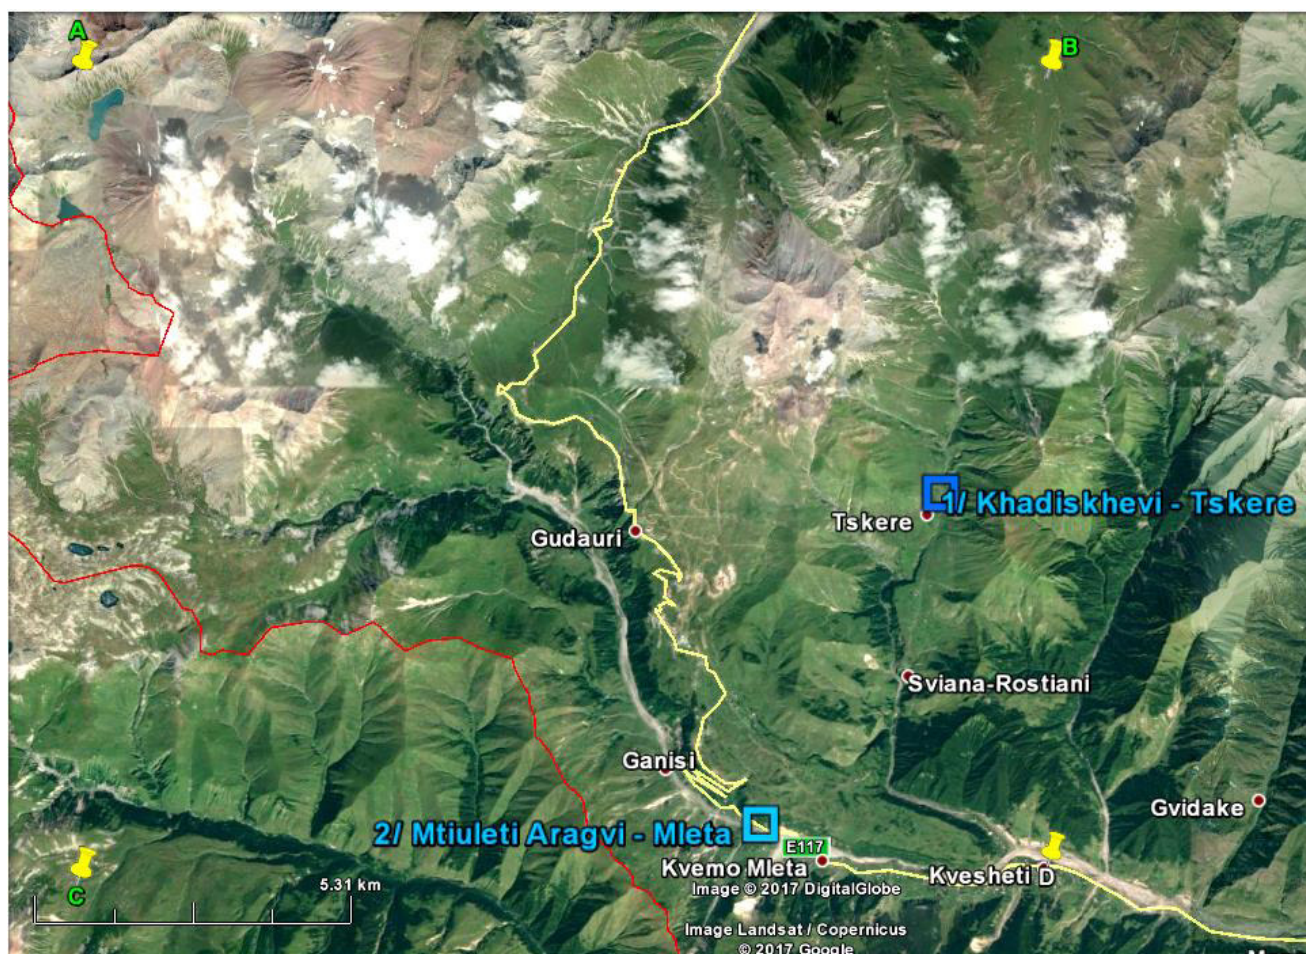 A
B
Tskere
1/ Khadiskhevi - Tskere
Gudauri
Sviana-Rostiani
Ganisi
Gvidake
2/ Mtiuleti Aragvi - Mleta
E117
Kvemo Mleta
Kvesheti D
C
5.31 km
Image © 2017 DigitalGlobe
Image Landsat / Copernicus
© 2017 Google